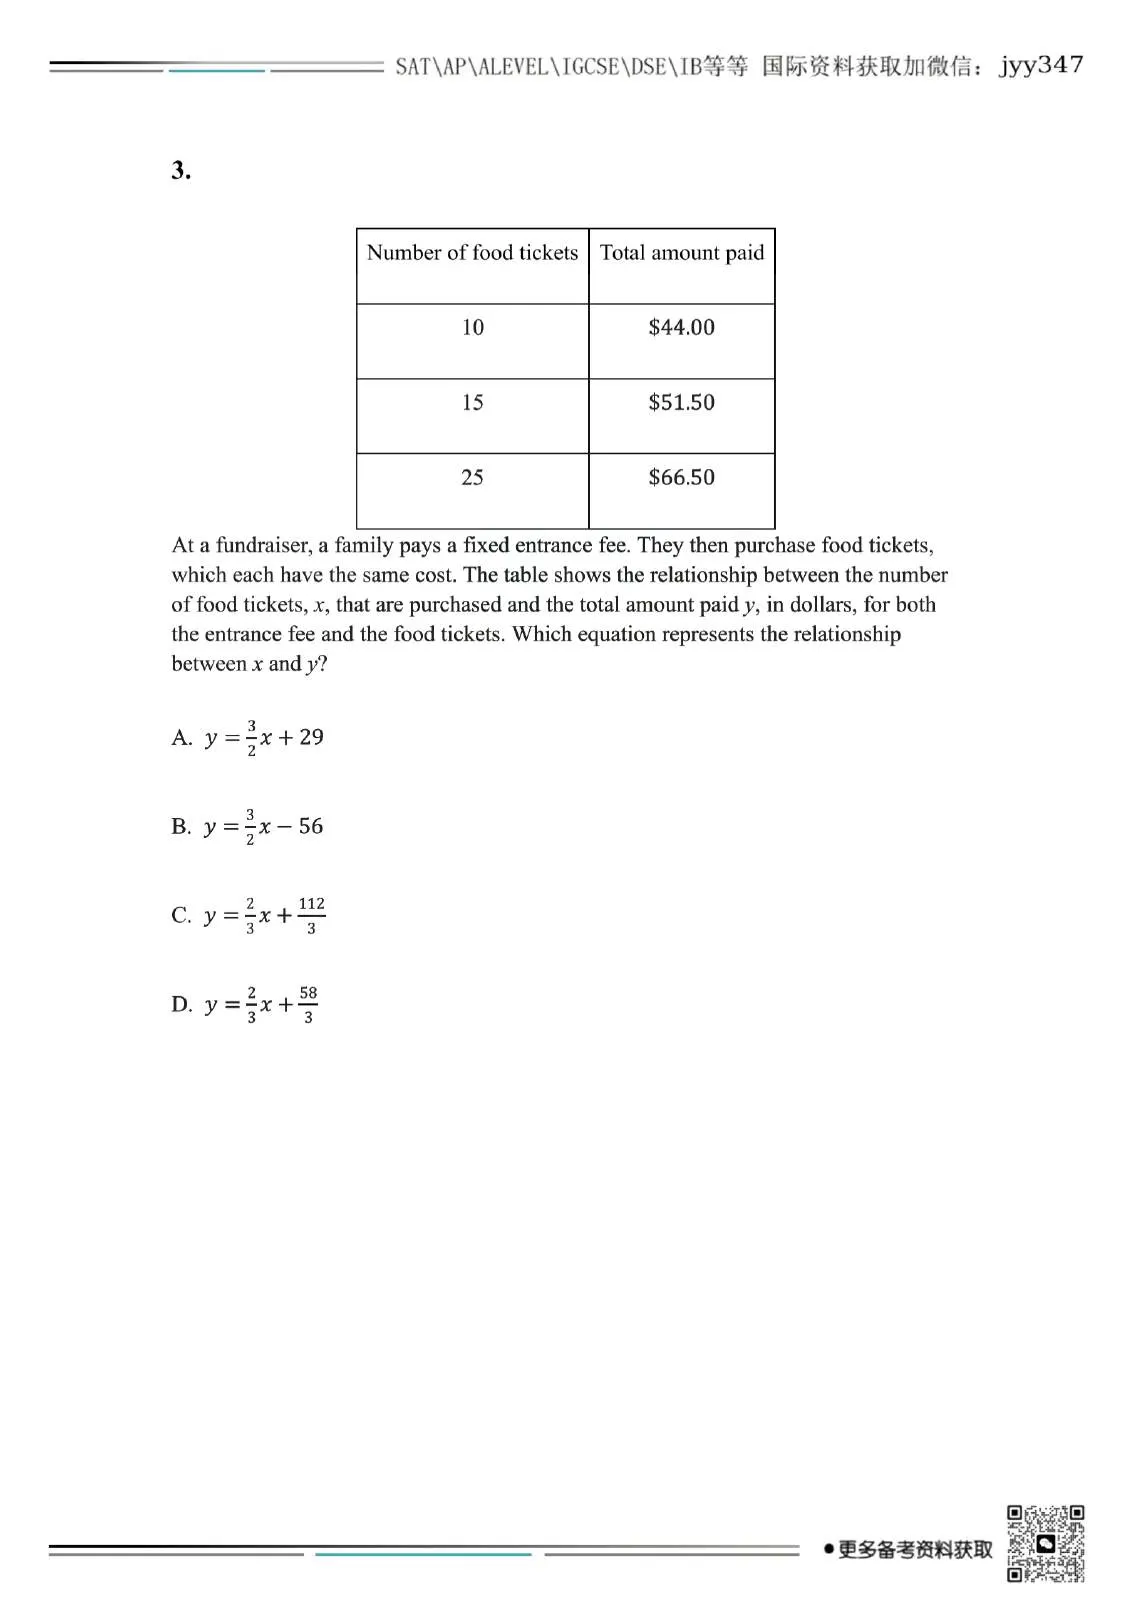 SAT\AP\ALEVEL\IGCSE\DSE\IB等等 国际资料获取加微信：jyy347
3.
Number of food tickets Total amount paid
10 $44.00
15 $51.50
25 $66.50
At a fundraiser, a family pays a fixed entrance fee. They then purchase food tickets,
which each have the same cost. The table shows the relationship between the number
of food tickets, x, that are purchased and the total amount paid y, in dollars, for both
the entrance fee and the food tickets. Which equation represents the relationship
between x and y?
A. y = 3/2 x + 29
B. y = 3/2 x − 56
C. y = 2/3 x + 112/3
D. y = 2/3 x + 58/3
●更多备考资料获取